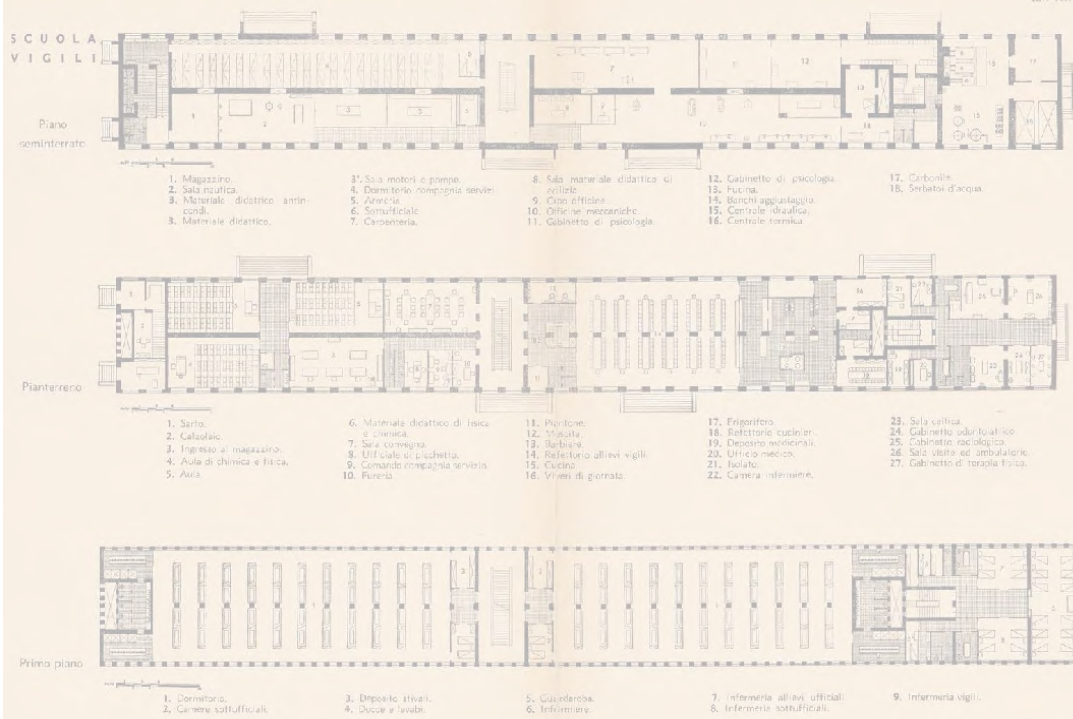 SCUOLA
VIGILI
Piano
seminterrato
1. Magazzino.
2. Sala nautica.
3. Materiale didattico antin-
cendi.
3. Materiale didattico.
3'. Sala motori e pompe.
4. Dormitorio compagnia servizi
5. Armeria.
6. Sottufficiale
7. Carpenteria.
8. Sala materiale didattico di
edilizia
9. Capo officina
10. Officine meccaniche.
11. Gabinetto di psicologia.
12. Gabinetto di psicologia.
13. Fucina.
14. Banchi aggiustaggio.
15. Centrale idraulica.
16. Centrale termica.
17. Carbonile
18. Serbatoi d'acqua.
Pianterreno
1. Sarto.
2. Calzolaio.
3. Ingresso al magazzino.
4. Aula di chimica e fisica.
5. Aula.
6. Materiale didattico di fisica
e chimica.
7. Sala convegno.
8. Ufficiale di picchetto.
9. Comando compagnia servizio
10. Fureria
11. Piantone.
12. Mescita.
13. Barbiere.
14. Refettorio allievi vigili.
15. Cucina
16. Viveri di giornata
17. Frigorifero.
18. Refettorio cucinieri.
19. Deposito medicinali.
20. Ufficio medico.
21. Isolato.
22. Camera infermiere.
23. Sala celtica.
24. Gabinetto odontoiatrico.
25. Gabinetto radiologico.
26. Sala visite ed ambulatorio.
27. Gabinetto di terapia fisica.
Primo piano
1. Dormitorio.
2. Camere sottufficiali.
3. Deposito stivali.
4. Docce e lavabi.
5. Guardaroba.
6. Infermiere.
7. Infermeria allievi ufficiali.
8. Infermeria sottufficiali.
9. Infermeria vigili.